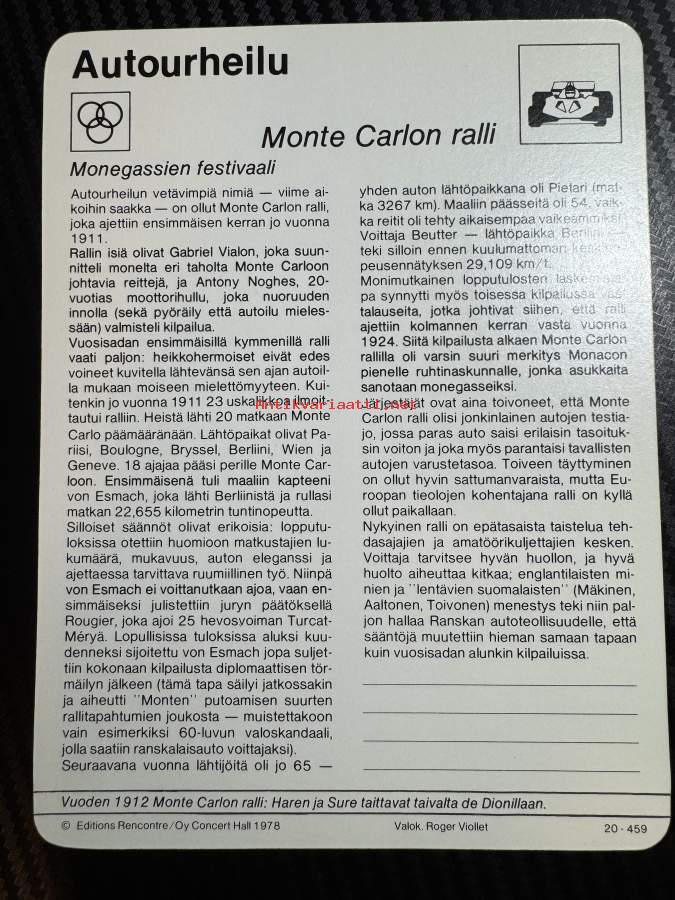 Autourheilu
Monte Carlon ralli
Monegassien festivaali
Autourheilun vetävimpiä nimiä — viime ai-
koihin saakka — on ollut Monte Carlon ralli,
joka ajettiin ensimmäisen kerran jo vuonna
1911.
Rallin isiä olivat Gabriel Vialon, joka suun-
nitteli monelta eri taholta Monte Carloon
johtavia reittejä, ja Antony Noghes, 20-
vuotias moottorihullu, joka nuoruuden
innolla (sekä pyöräily että autoilu mieles-
sään) valmisteli kilpailua.
Vuosisadan ensimmäisillä kymmenillä ralli
vaati paljon: heikkohermoiset eivät edes
voineet kuvitella lähtevänsä sen ajan autoil-
la mukaan moiseen mielettömyyteen. Kui-
tenkin jo vuonna 1911 23 uskalikkoa ilmoit-
tautui ralliin. Heistä lähti 20 matkaan Monte
Carlo päämääränään. Lähtöpaikat olivat Pa-
riisi, Boulogne, Bryssel, Berliini, Wien ja
Geneve. 18 ajajaa pääsi perille Monte Car-
loon. Ensimmäisenä tuli maaliin kapteeni
von Esmach, joka lähti Berliinistä ja rullasi
matkan 22,655 kilometrin tuntinopeutta.
Silloiset säännöt olivat erikoisia: lopputu-
loksissa otettiin huomioon matkustajien lu-
kumäärä, mukavuus, auton eleganssi ja
ajettaessa tarvittava ruumiillinen työ. Niinpä
von Esmach ei voittanutkaan ajoa, vaan en-
simmäiseksi julistettiin juryn päätöksellä
Rougier, joka ajoi 25 hevosvoiman Turcat-
Méryä. Lopullisissa tuloksissa aluksi kuu-
denneksi sijoitettu von Esmach jopa suljet-
tiin kokonaan kilpailusta diplomaattisen tör-
mäilyn jälkeen (tämä tapa säilyi jatkossakin
ja aiheutti "Monten" putoamisen suurten
rallitapahtumien joukosta — muistettakoon
vain esimerkiksi 60-luvun valoskandaali,
jolla saatiin ranskalaisauto voittajaksi).
Seuraavana vuonna lähtijöitä oli jo 65 —
yhden auton lähtöpaikkana oli Pietari (mat-
ka 3267 km). Maaliin päässeitä oli 54, vaik-
ka reitit oli tehty aikaisempaa vaikeammiksi.
Voittaja Beutter — lähtöpaikka Berliini —
teki silloin ennen kuulumattoman keskino-
peusennätyksen 29,109 km/t.
Monimutkainen lopputulosten laskemista-
pa synnytti myös toisessa kilpailussa vas-
talauseita, jotka johtivat siihen, että ralli
ajettiin kolmannen kerran vasta vuonna
1924. Siitä kilpailusta alkaen Monte Carlon
rallilla oli varsin suuri merkitys Monacon
pienelle ruhtinaskunnalle, jonka asukkaita
sanotaan monegasseiksi.
Järjestäjät ovat aina toivoneet, että Monte
Carlon ralli olisi jonkinlainen autojen testia-
jo, jossa paras auto saisi erilaisin tasoituk-
sin voiton ja joka myös parantaisi tavallisten
autojen varustetasoa. Toiveen täyttyminen
on ollut hyvin sattumanvaraista, mutta Eu-
roopan tieolojen kohentajana ralli on kyllä
ollut paikallaan.
Nykyinen ralli on epätasaista taistelua teh-
dasajajien ja amatöörikuljettajien kesken.
Voittaja tarvitsee hyvän huollon, ja hyvä
huolto aiheuttaa kitkaa; englantilaisten mi-
nien ja "lentävien suomalaisten" (Mäkinen,
Aaltonen, Toivonen) menestys teki niin pal-
jon hallaa Ranskan autoteollisuudelle, että
sääntöjä muutettiin hieman samaan tapaan
kuin vuosisadan alunkin kilpailuissa.
Antikvariaatti.net
Vuoden 1912 Monte Carlon ralli: Haren ja Sure taittavat taivalta de Dionillaan.
© Editions Rencontre/Oy Concert Hall 1978
Valok. Roger Viollet
20 - 459